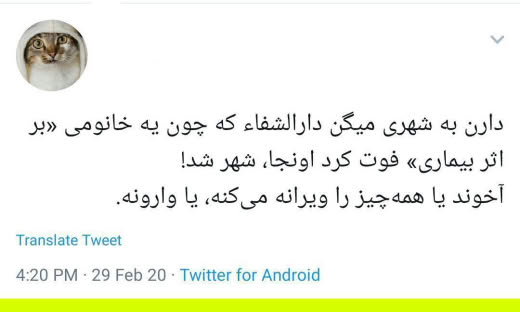 دارن به شهری میگن دارالشفاء که چون یه خانومی «بر
اثر بیماری» فوت کرد اونجا، شهر شد!
آخوند یا همه‌چیز را ویرانه می‌کنه، یا وارونه.
Translate Tweet
4:20 PM · 29 Feb 20 · Twitter for Android